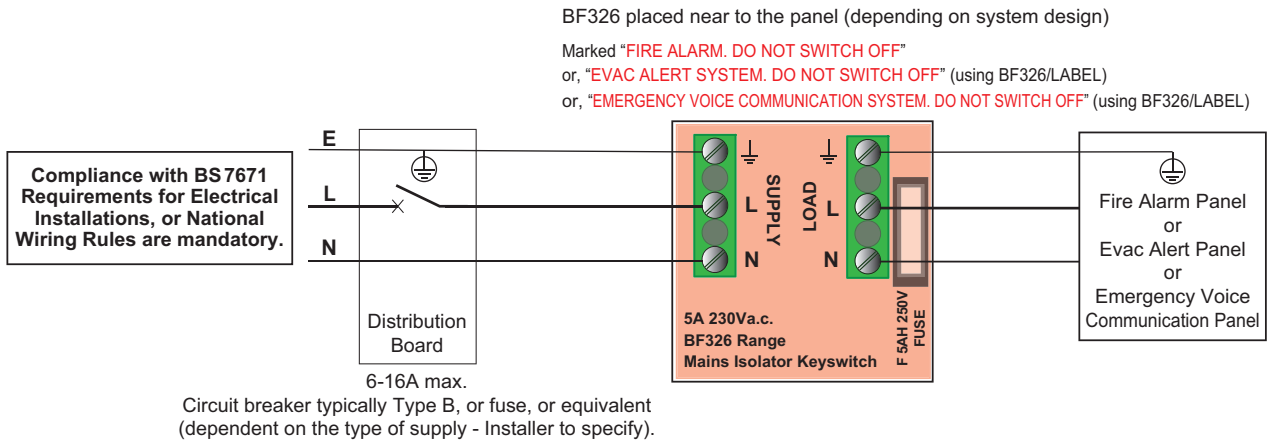 BF326 placed near to the panel (depending on system design)
Marked “FIRE ALARM. DO NOT SWITCH OFF”
or, “EVAC ALERT SYSTEM. DO NOT SWITCH OFF” (using BF326/LABEL)
or, “EMERGENCY VOICE COMMUNICATION SYSTEM. DO NOT SWITCH OFF” (using BF326/LABEL)
Compliance with BS 7671
Requirements for Electrical
Installations, or National
Wiring Rules are mandatory.
E
L
N
Distribution
Board
6-16A max.
Circuit breaker typically Type B, or fuse, or equivalent
(dependent on the type of supply - Installer to specify).
SUPPLY
L
N
LOAD
L
N
5A 230Va.c.
BF326 Range
Mains Isolator Keyswitch
F 5AH 250V
FUSE
Fire Alarm Panel
or
Evac Alert Panel
or
Emergency Voice
Communication Panel